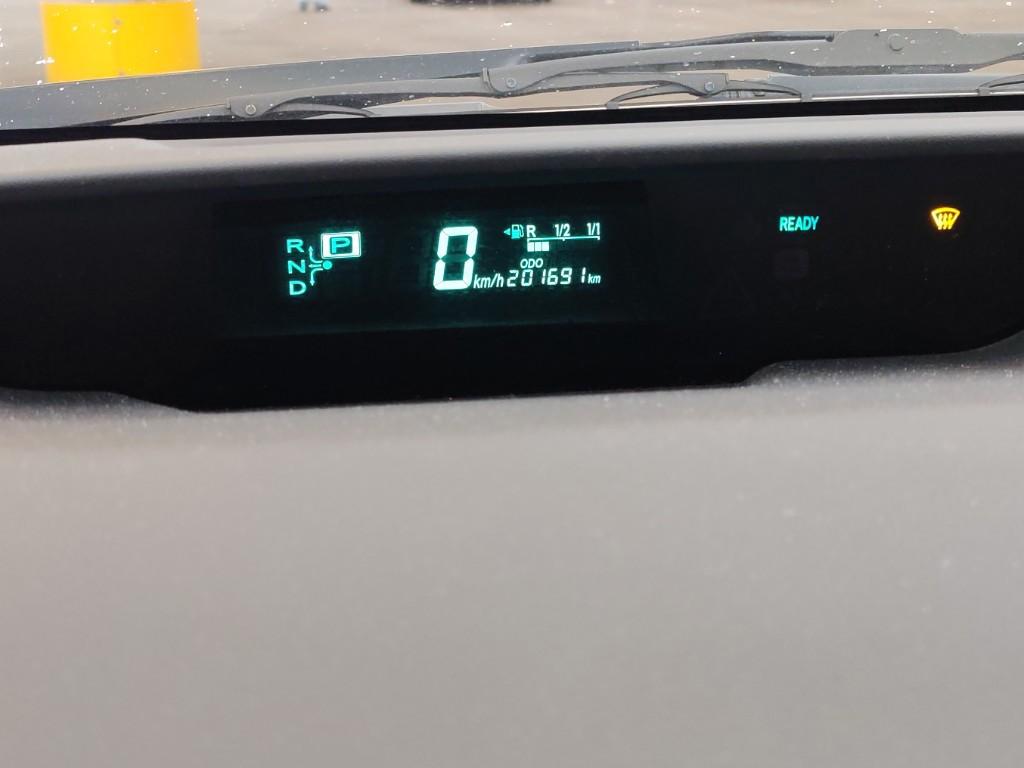 R P
N
D
0 km/h
R 1/2 1/1
ODO
201691 km
READY